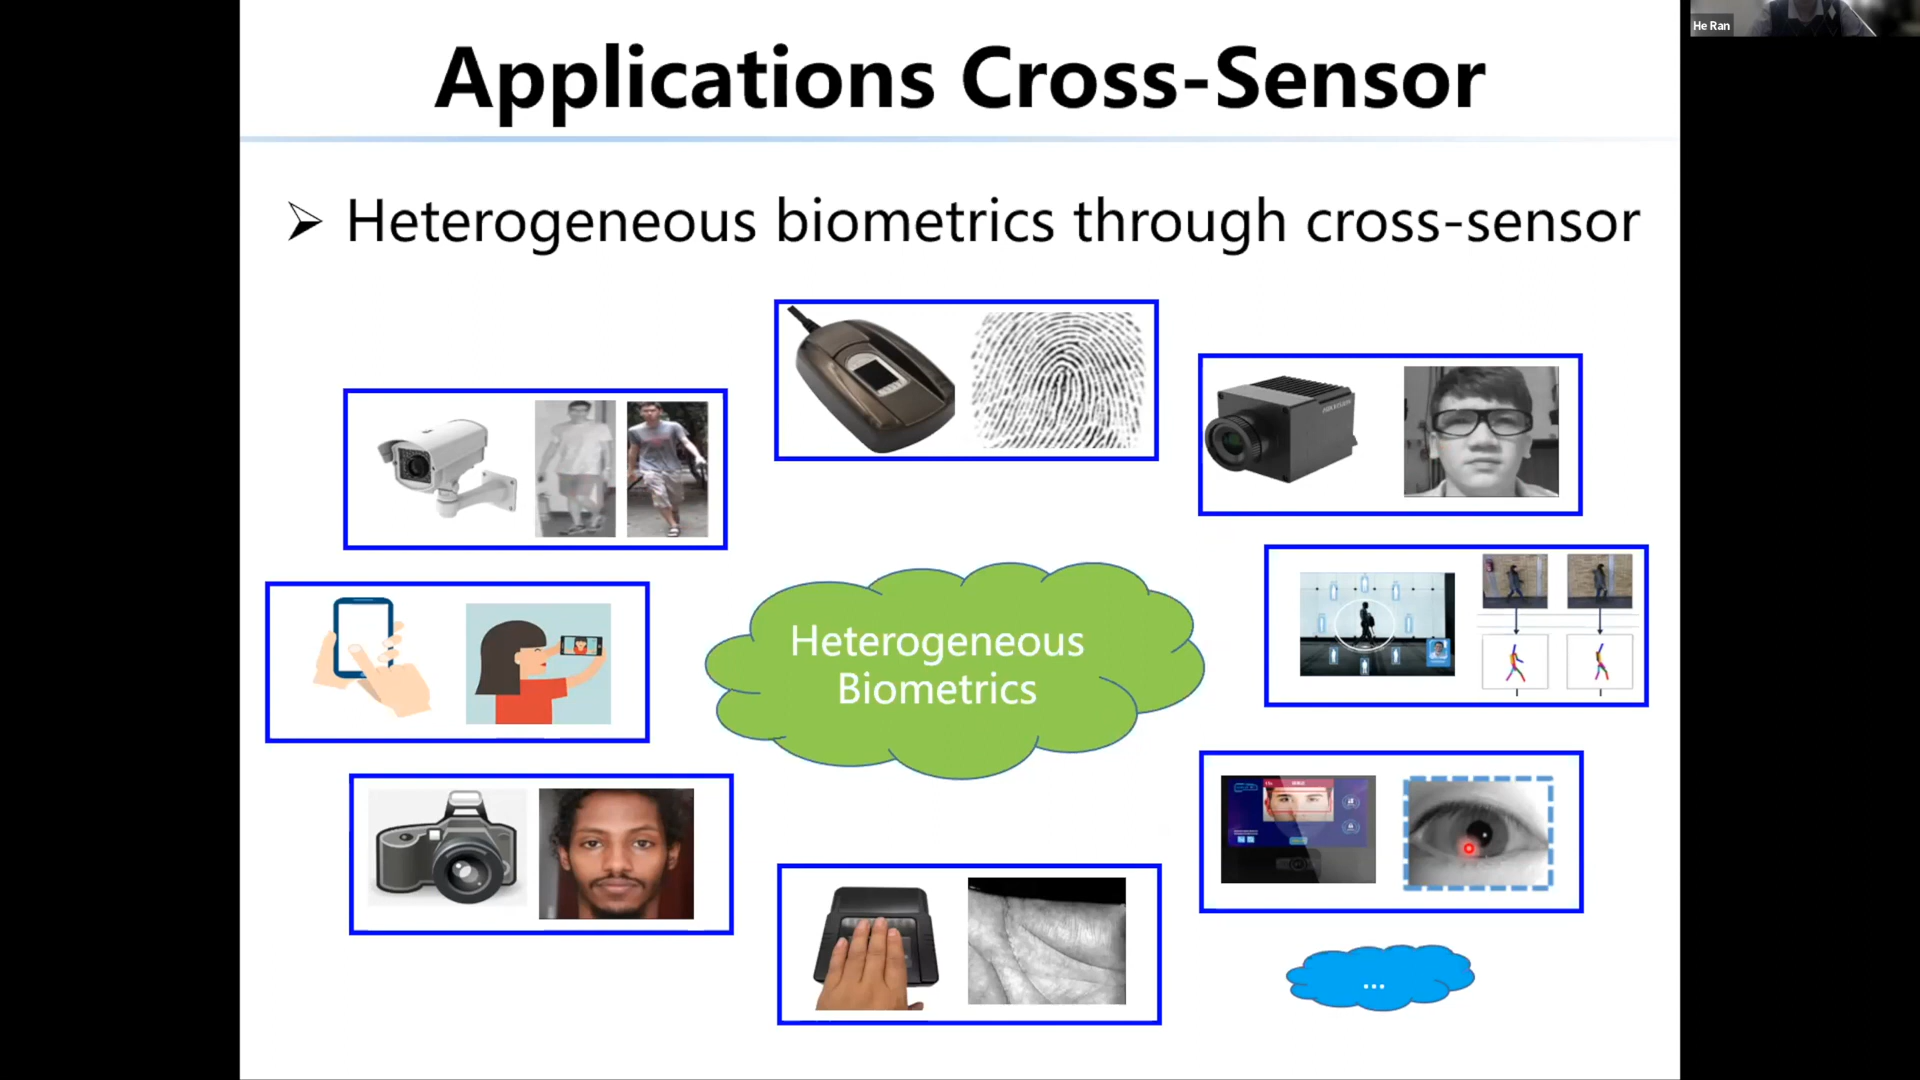 Applications Cross-Sensor
He Ran
➢ Heterogeneous biometrics through cross-sensor
Heterogeneous
Biometrics
...